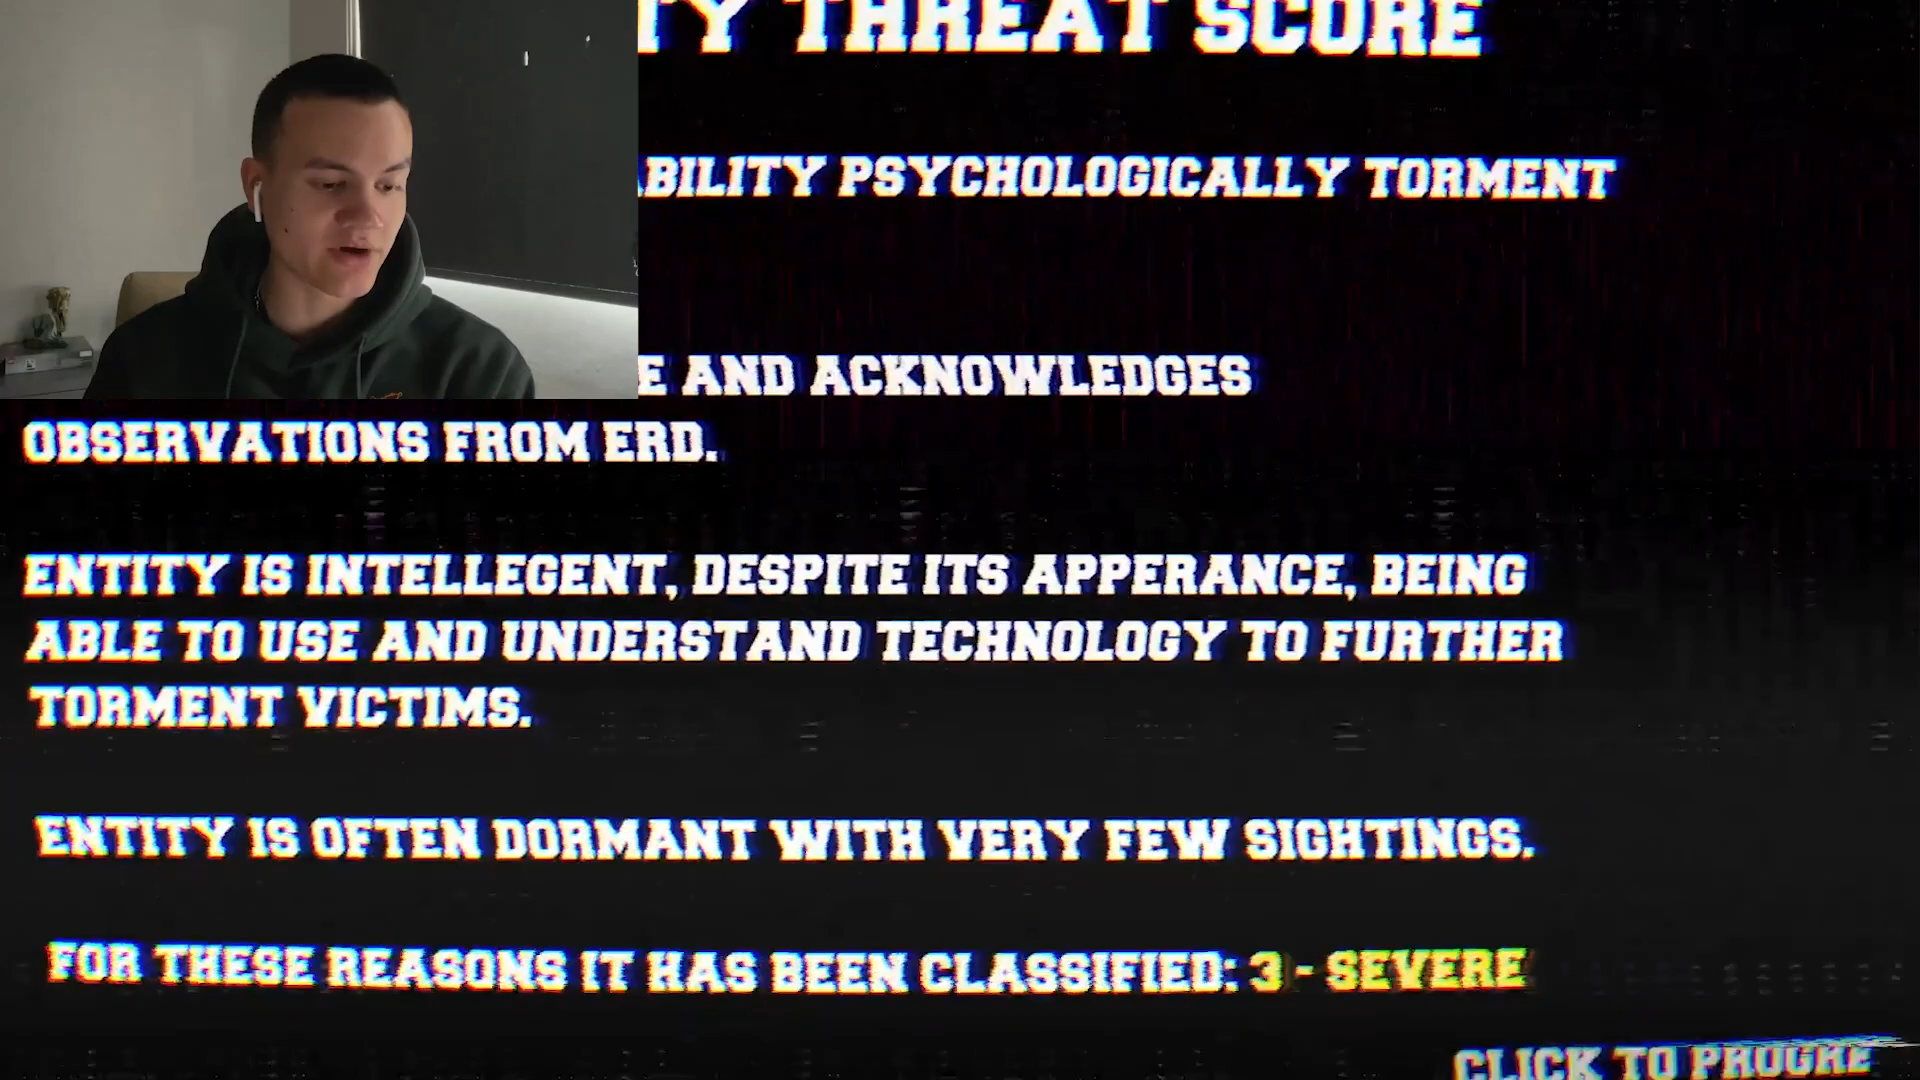 TY THREAT SCORE
ABILITY PSYCHOLOGICALLY TORMENT
E AND ACKNOWLEDGES
OBSERVATIONS FROM ERD.
ENTITY IS INTELLEGENT, DESPITE ITS APPERANCE, BEING
ABLE TO USE AND UNDERSTAND TECHNOLOGY TO FURTHER
TORMENT VICTIMS.
ENTITY IS OFTEN DORMANT WITH VERY FEW SIGHTINGS.
FOR THESE REASONS IT HAS BEEN CLASSIFIED: 3 - SEVERE
CLICK TO PROGRE